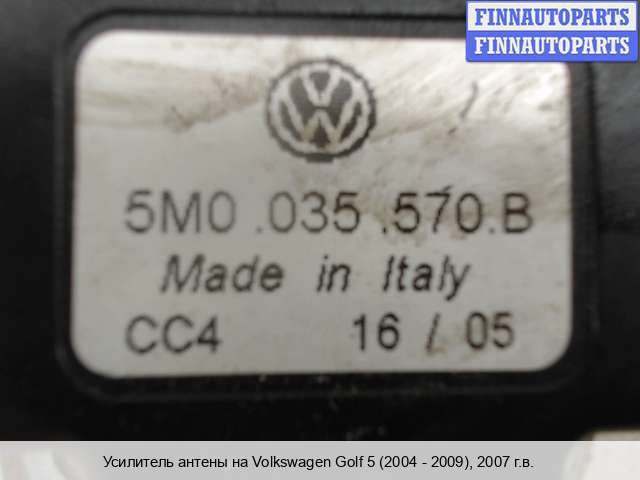 FINNAUTOPARTS
FINNAUTOPARTS
VW
5M0.035.570.B
Made in Italy
CC4 16 / 05
Усилитель антены на Volkswagen Golf 5 (2004 - 2009), 2007 г.в.